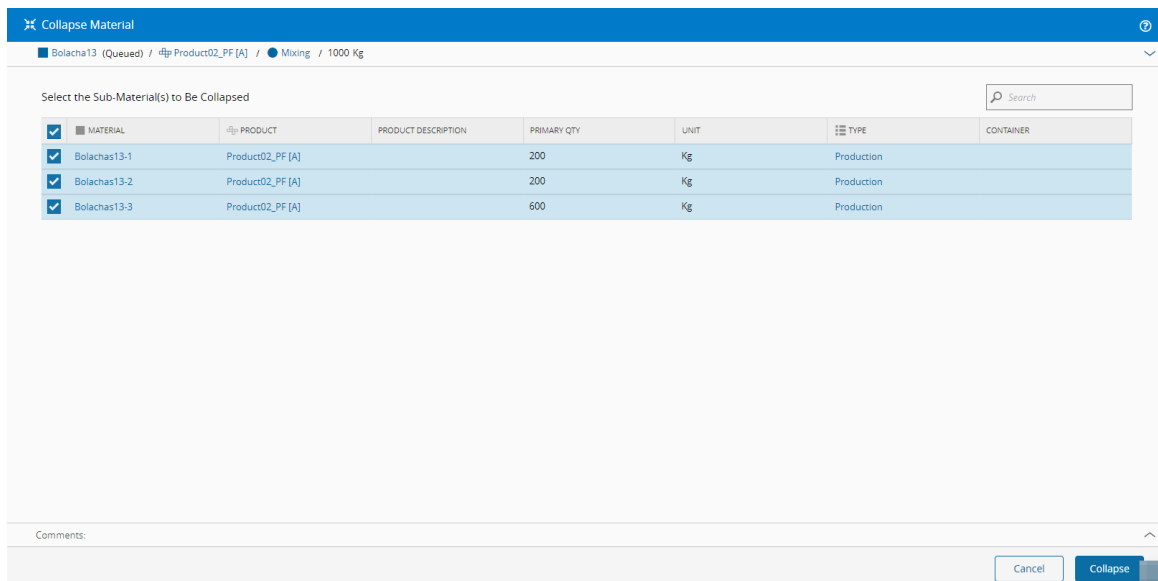 Collapse Material
Bolacha13 (Queued) / Product02_PF [A] / Mixing / 1000 Kg
Select the Sub-Material(s) to Be Collapsed
Search
MATERIAL PRODUCT PRODUCT DESCRIPTION PRIMARY QTY UNIT TYPE CONTAINER
Bolachas13-1 Product02_PF [A] 200 Kg Production
Bolachas13-2 Product02_PF [A] 200 Kg Production
Bolachas13-3 Product02_PF [A] 600 Kg Production
Comments:
Cancel Collapse